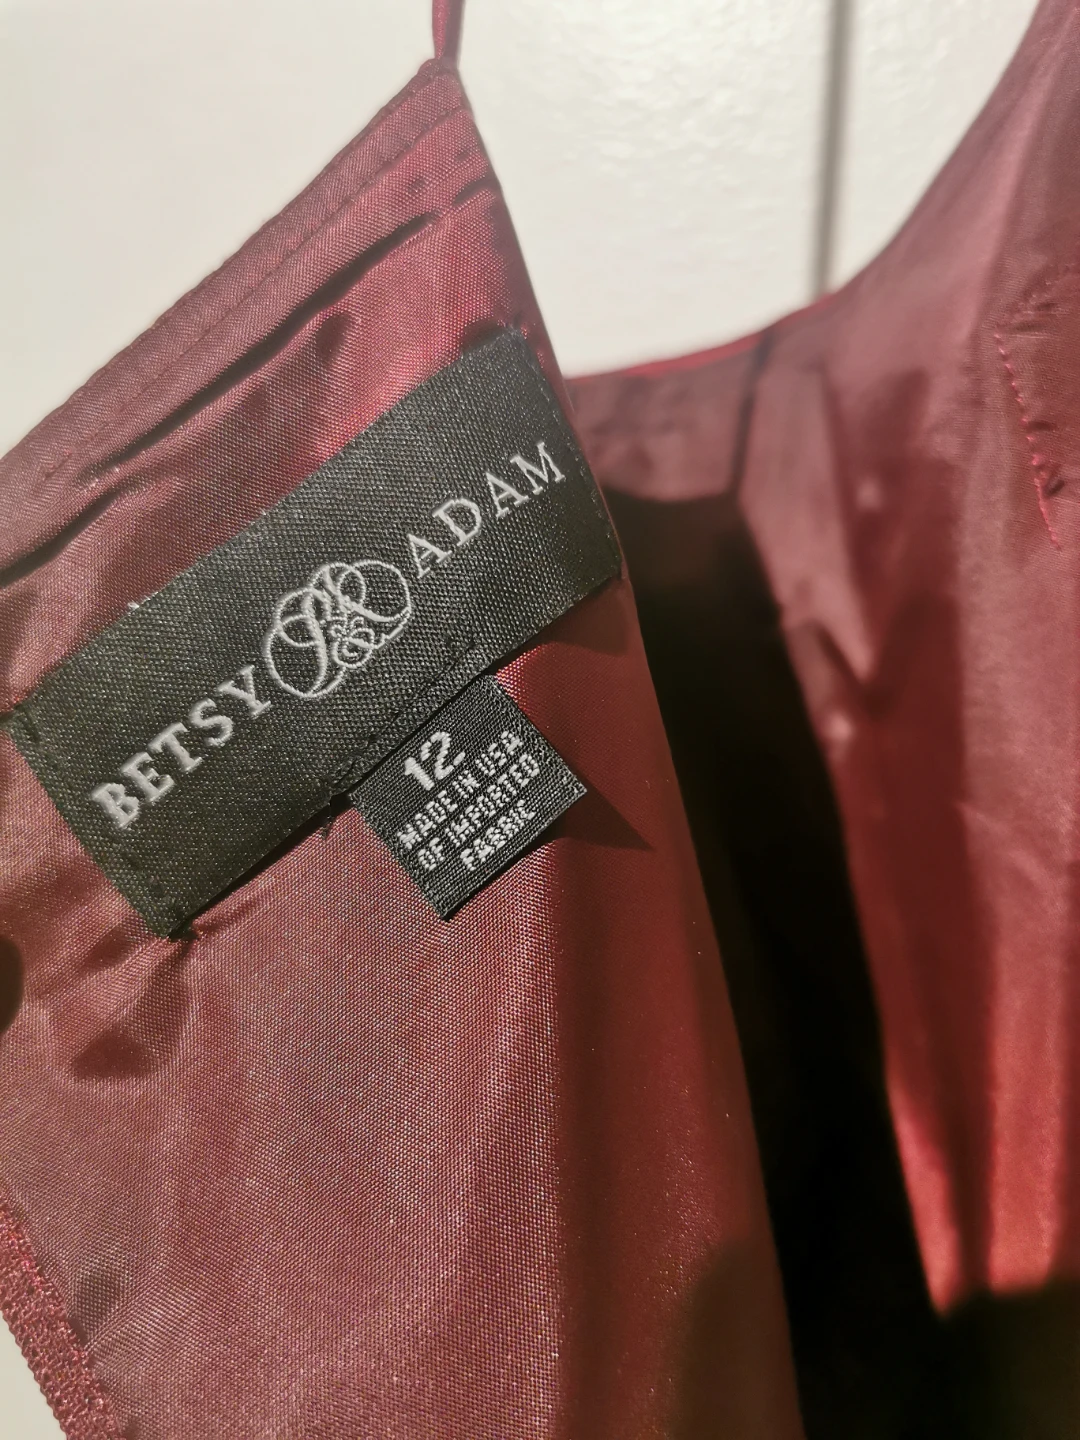 BETSY & ADAM
12
MADE IN USA
OF IMPORTED
FABRIC